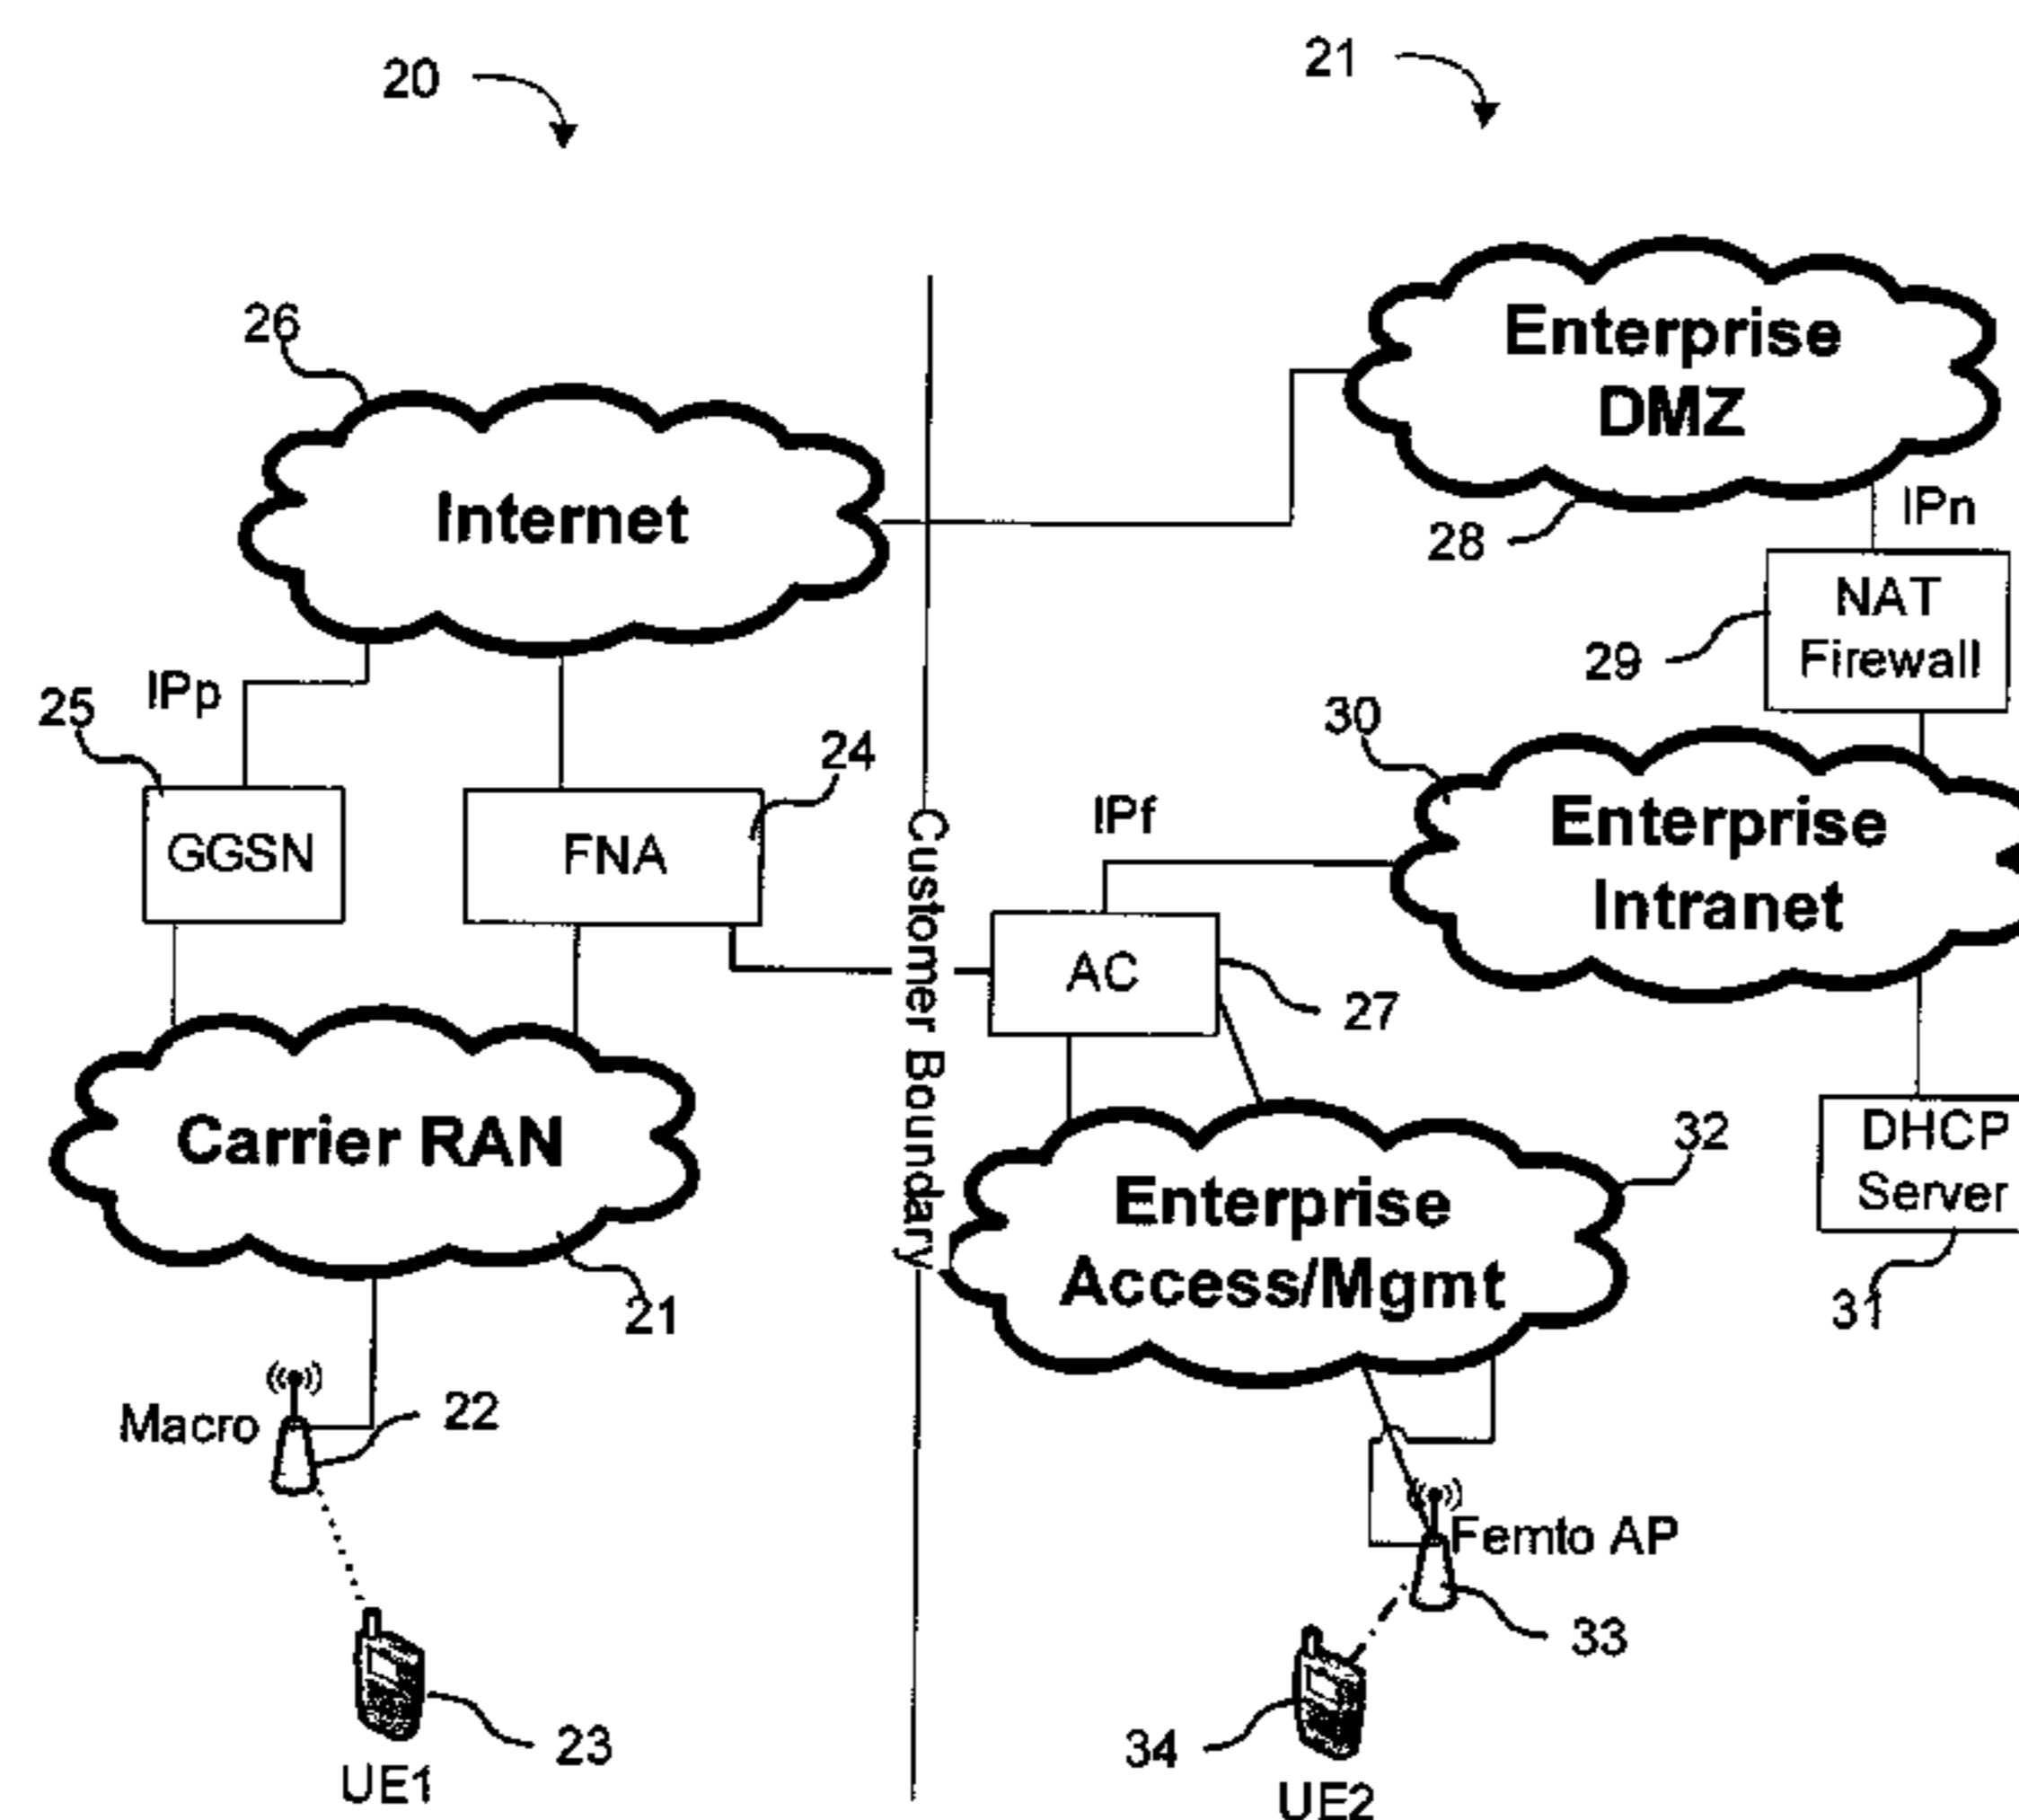 20
21
26
Enterprise
DMZ
Internet
28
IPn
NAT
Firewall
29
IPp
25
24
30
GGSN
FNA
Customer Boundary
IPf
Enterprise
Intranet
AC
27
Carrier RAN
21
Enterprise
Access/Mgmt
32
DHCP
Server
31
Macro
22
Femto AP
33
23
UE1
34
UE2